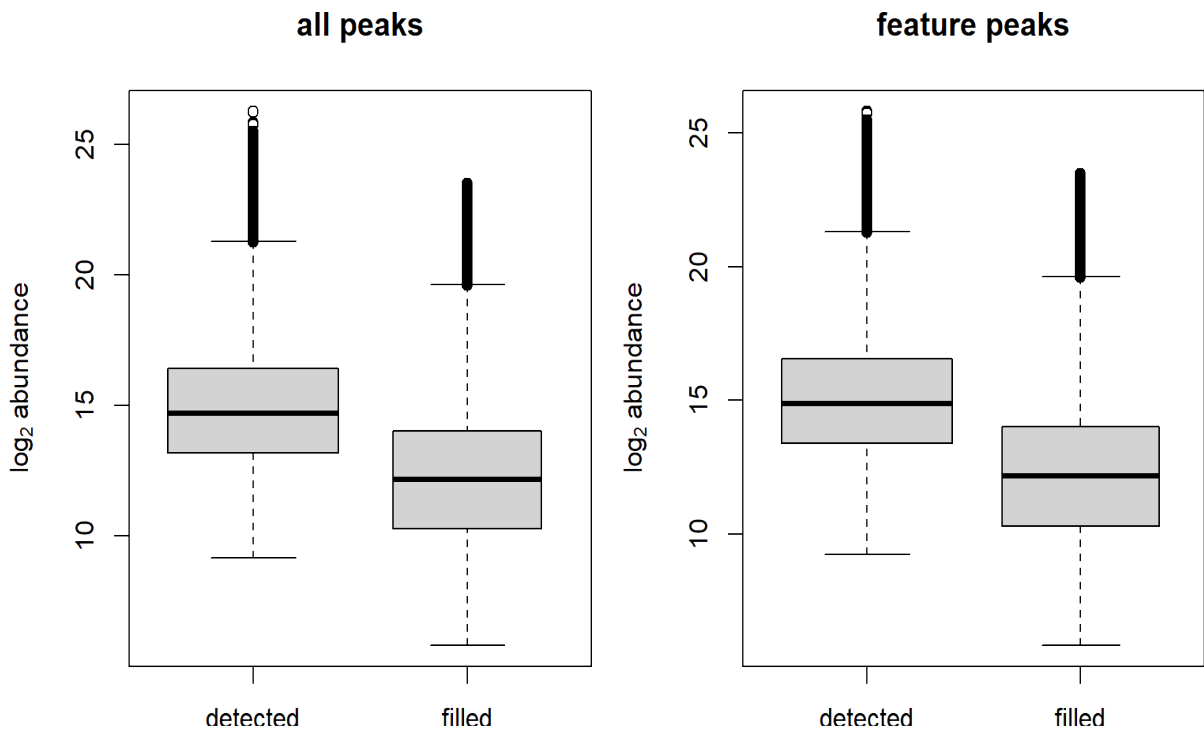 all peaks
log₂ abundance
25
20
15
10
detected filled
feature peaks
log₂ abundance
25
20
15
10
detected filled